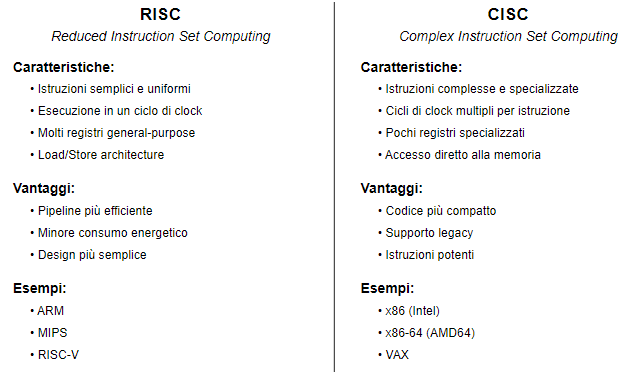 RISC
Reduced Instruction Set Computing
Caratteristiche:
• Istruzioni semplici e uniformi
• Esecuzione in un ciclo di clock
• Molti registri general-purpose
• Load/Store architecture
Vantaggi:
• Pipeline più efficiente
• Minore consumo energetico
• Design più semplice
Esempi:
• ARM
• MIPS
• RISC-V
CISC
Complex Instruction Set Computing
Caratteristiche:
• Istruzioni complesse e specializzate
• Cicli di clock multipli per istruzione
• Pochi registri specializzati
• Accesso diretto alla memoria
Vantaggi:
• Codice più compatto
• Supporto legacy
• Istruzioni potenti
Esempi:
• x86 (Intel)
• x86-64 (AMD64)
• VAX